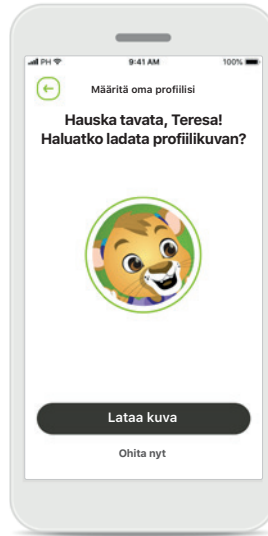 PH 9:41 AM 100%
Määritä oma profiilisi
Hauska tavata, Teresa!
Haluatko ladata profiilikuvan?
Lataa kuva
Ohita nyt